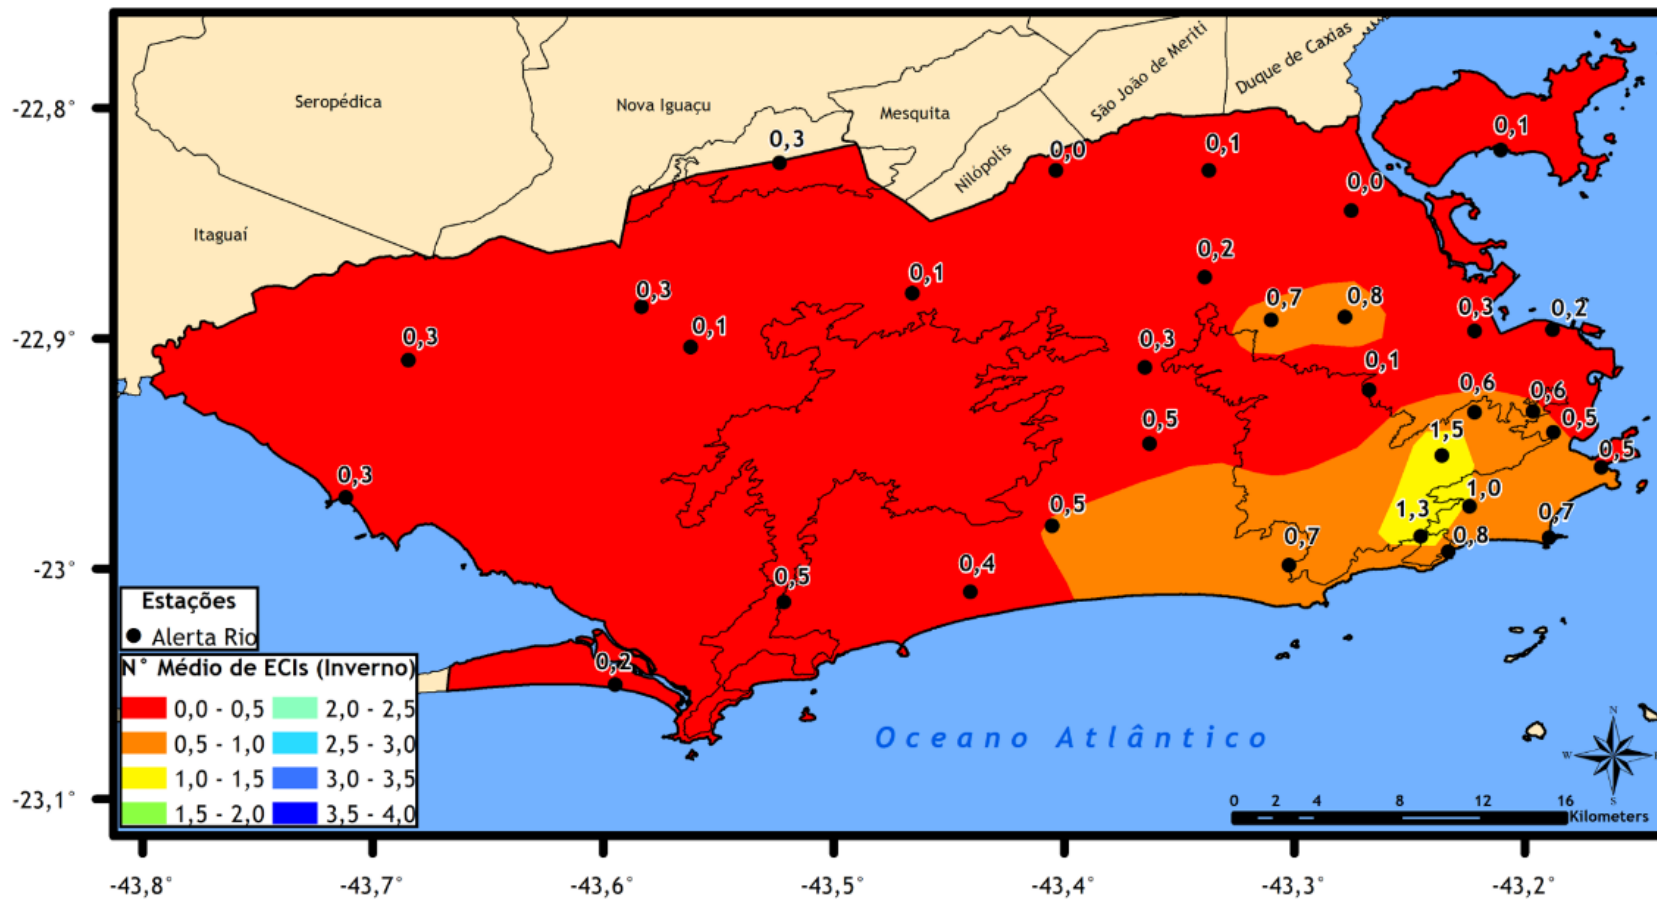 Seropédica
Nova Iguaçu
Mesquita
São João de Meriti
Duque de Caxias
Nilópolis
Itaguaí
-22,8°
-22,9°
-23°
-23,1°
0,3
0,0
0,1
0,1
0,0
0,2
0,1
0,3
0,1
0,3
0,7
0,8
0,3
0,2
0,3
0,1
0,6
0,6
0,5
0,5
1,5
0,5
0,3
1,0
1,3
0,7
0,8
0,5
0,7
0,4
0,5
0,2
Estações
Alerta Rio
N° Médio de ECIs (Inverno)
0,0 - 0,5
2,0 - 2,5
0,5 - 1,0
2,5 - 3,0
1,0 - 1,5
3,0 - 3,5
1,5 - 2,0
3,5 - 4,0
Oceano Atlântico
N
W
S
0 2 4 8 12 16
Kilometers
-43,8° -43,7° -43,6° -43,5° -43,4° -43,3° -43,2°